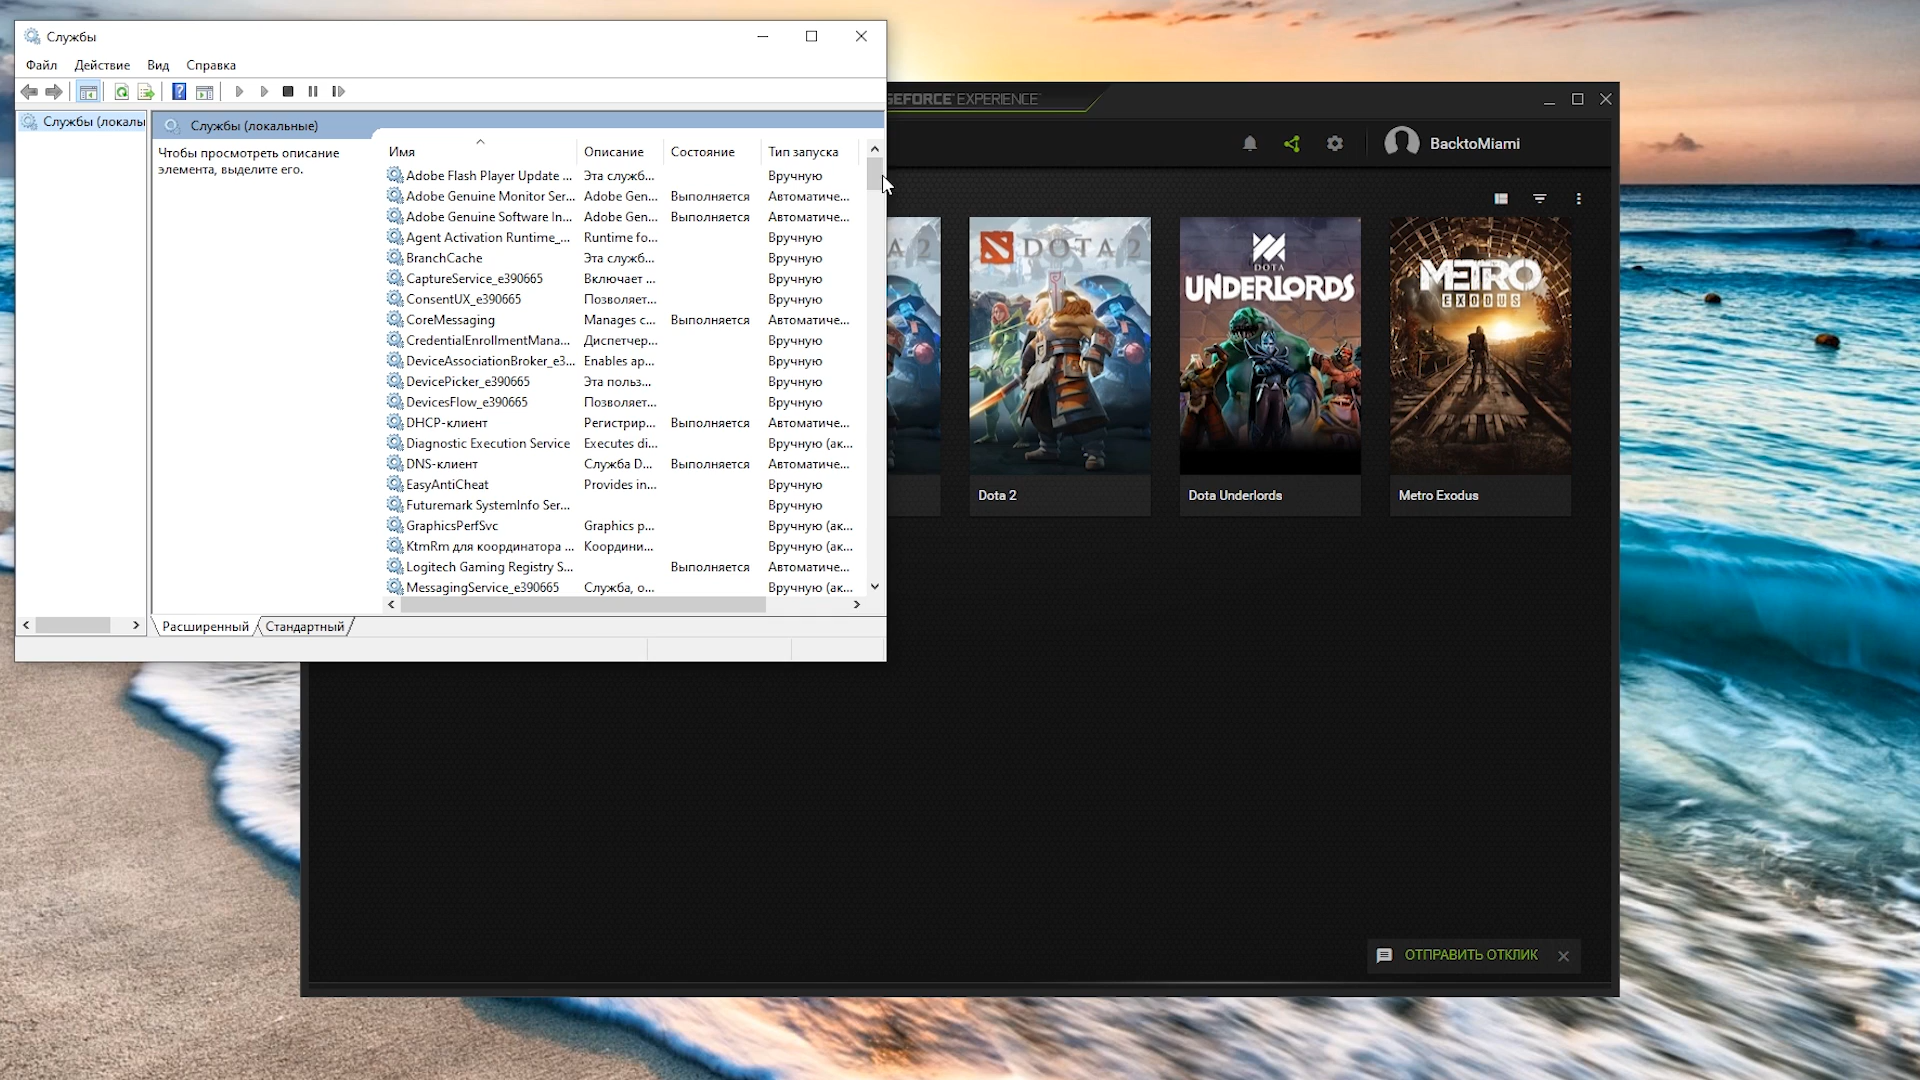 Службы
Файл Действие Вид Справка
Службы (локаль
Службы (локальные)
Чтобы просмотреть описание
элемента, выделите его.
Имя Описание Состояние Тип запуска
Adobe Flash Player Update ... Эта служб... Вручную
Adobe Genuine Monitor Ser... Adobe Gen... Выполняется Автоматиче...
Adobe Genuine Software In... Adobe Gen... Выполняется Автоматиче...
Agent Activation Runtime_... Runtime fo... Вручную
BranchCache Эта служб... Вручную
CaptureService_e390665 Включает ... Вручную
ConsentUX_e390665 Позволяет... Вручную
CoreMessaging Manages c... Выполняется Автоматиче...
CredentialEnrollmentMana... Диспетчер... Вручную
DeviceAssociationBroker_e3... Enables ap... Вручную
DevicePicker_e390665 Эта польз... Вручную
DevicesFlow_e390665 Позволяет... Вручную
DHCP-клиент Регистрир... Выполняется Автоматиче...
Diagnostic Execution Service Executes di... Вручную (ак...
DNS-клиент Служба D... Выполняется Автоматиче...
EasyAntiCheat Provides in... Вручную
Futuremark SystemInfo Ser... Вручную
GraphicsPerfSvc Graphics p... Вручную (ак...
KtmRm для координатора ... Координи... Вручную (ак...
Logitech Gaming Registry S... Выполняется Автоматиче...
MessagingService_e390665 Служба, о... Вручную (ак...
Расширенный Стандартный
GEFORCE EXPERIENCE
BacktoMiami
A 2
DOTA 2
DOTA
UNDERLORDS
METRO
EXODUS
Dota 2
Dota Underlords
Metro Exodus
ОТПРАВИТЬ ОТКЛИК